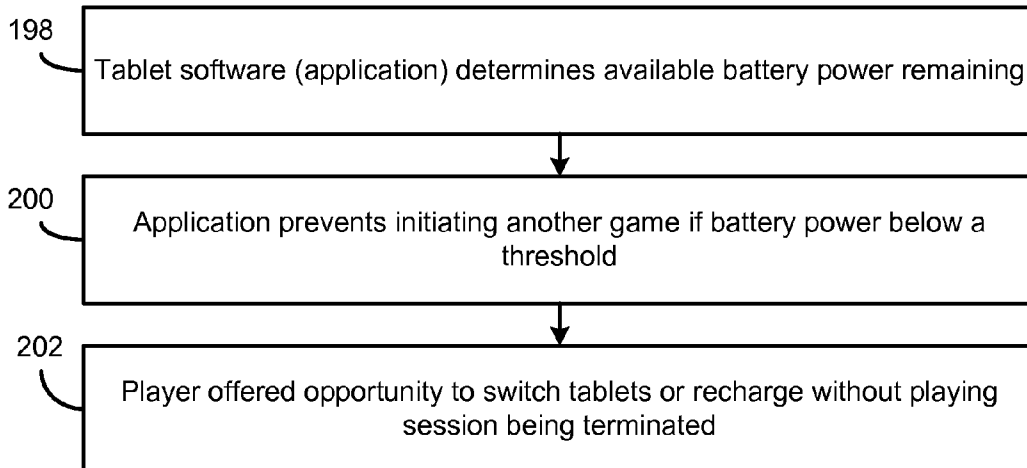 198
Tablet software (application) determines available battery power remaining
200
Application prevents initiating another game if battery power below a
threshold
202
Player offered opportunity to switch tablets or recharge without playing
session being terminated